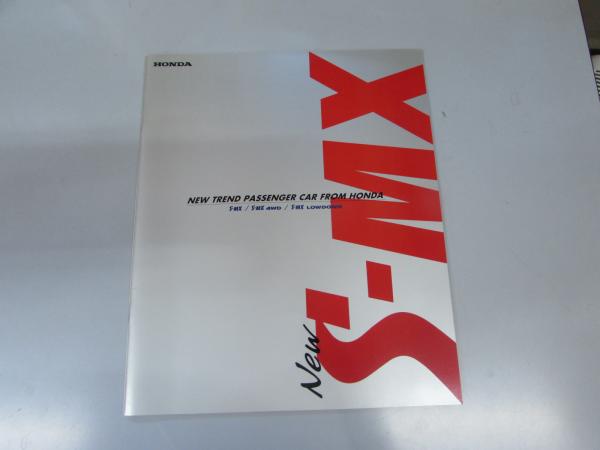 HONDA
NEW TREND PASSENGER CAR FROM HONDA
S-MX / S-MX 4WD / S-MX LOWDOWN
New
S-MX